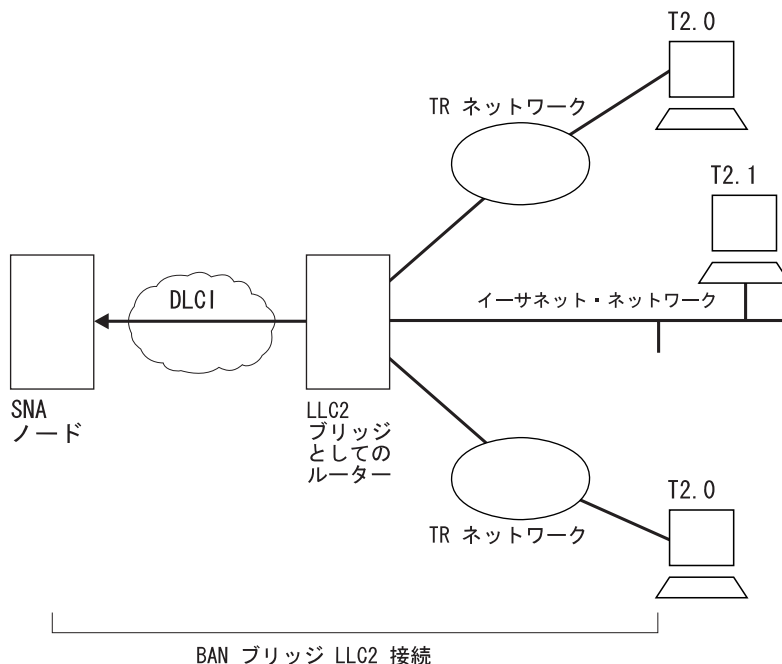 T2.0
TR ネットワーク
T2.1
DLCI
イーサネット・ネットワーク
SNA
ノード
LLC2
ブリッジ
としての
ルーター
T2.0
TR ネットワーク
BAN ブリッジ LLC2 接続